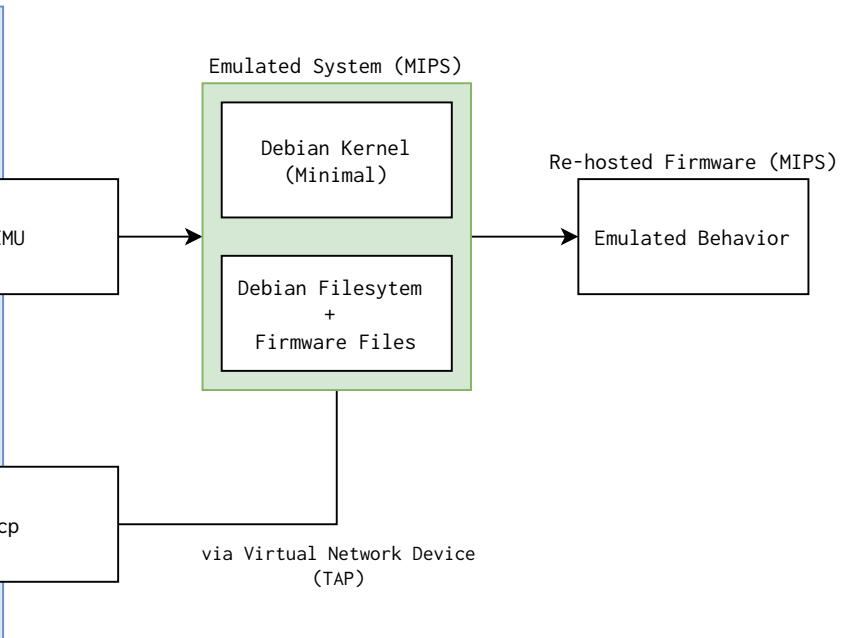 Emulated System (MIPS)
Debian Kernel
(Minimal)
Re-hosted Firmware (MIPS)
Emulated Behavior
Debian Filesytem
+
Firmware Files
cp
via Virtual Network Device
(TAP)